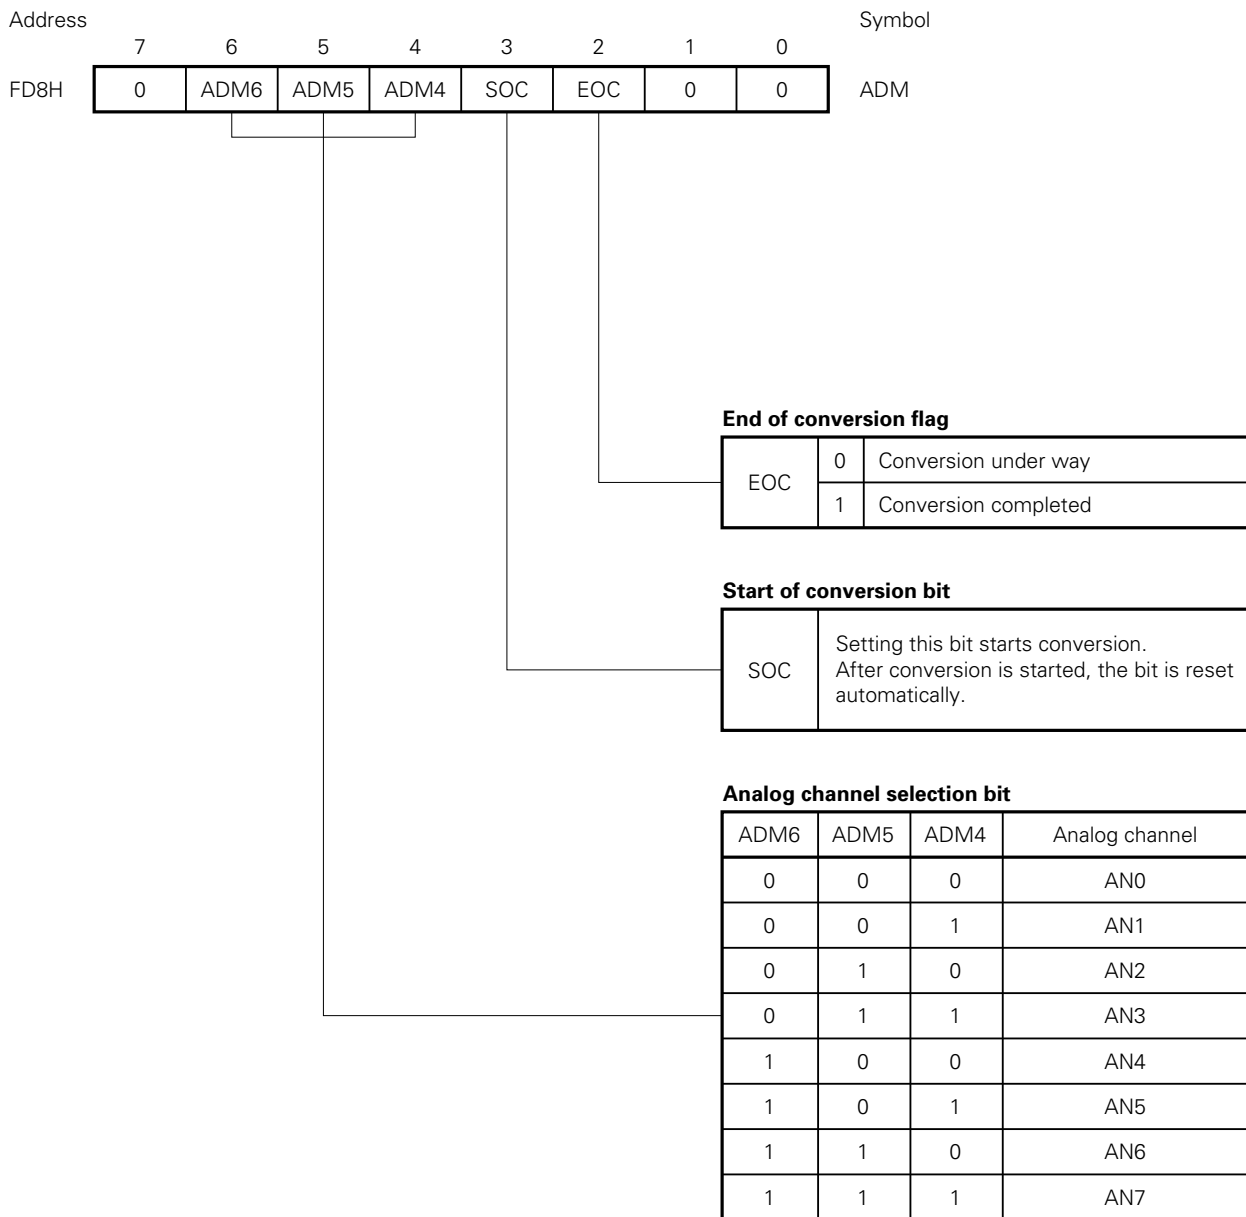 Address Symbol
7 6 5 4 3 2 1 0
FD8H 0 ADM6 ADM5 ADM4 SOC EOC 0 0 ADM
End of conversion flag
EOC
0 Conversion under way
1 Conversion completed
Start of conversion bit
SOC
Setting this bit starts conversion.
After conversion is started, the bit is reset
automatically.
Analog channel selection bit
ADM6 ADM5 ADM4 Analog channel
0 0 0 AN0
0 0 1 AN1
0 1 0 AN2
0 1 1 AN3
1 0 0 AN4
1 0 1 AN5
1 1 0 AN6
1 1 1 AN7